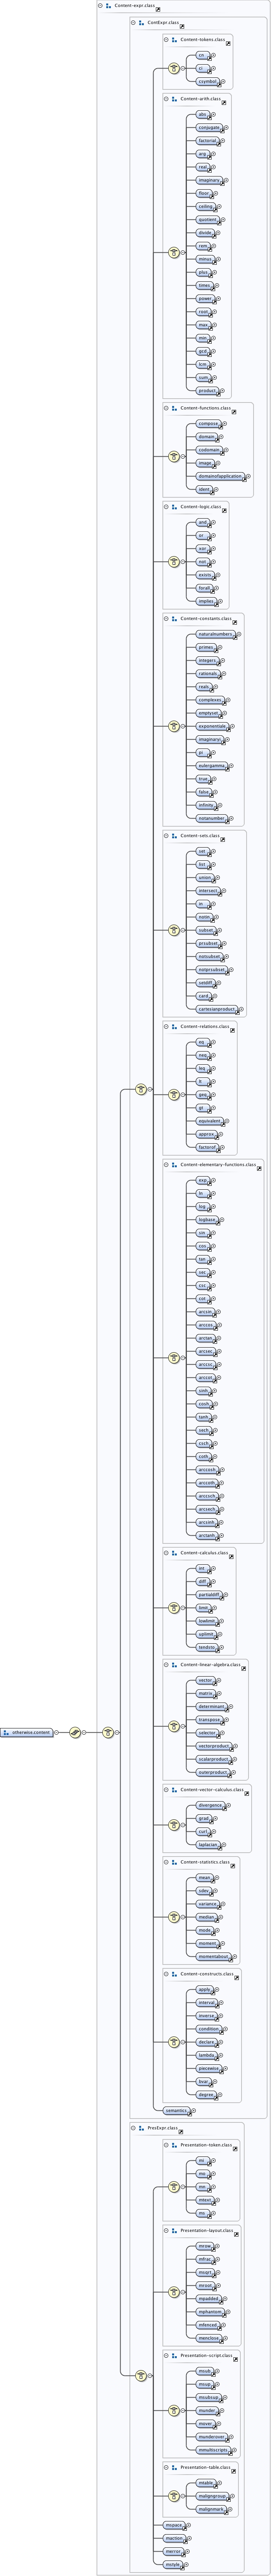 Content-expr.class
ContExpr.class
Content-tokens.class
cn
ci
csymbol
Content-arith.class
abs
conjugate
factorial
arg
real
imaginary
floor
ceiling
quotient
divide
rem
minus
plus
times
power
root
max
min
gcd
lcm
sum
product
Content-functions.class
compose
domain
codomain
image
domainofapplication
ident
Content-logic.class
and
or
xor
not
exists
forall
implies
Content-constants.class
naturalnumbers
primes
integers
rationals
reals
complexes
emptyset
exponentiale
imaginaryi
pi
eulergamma
true
false
infinity
notanumber
Content-sets.class
set
list
union
intersect
in
notin
subset
prsubset
notsubset
notprsubset
setdiff
card
cartesianproduct
Content-relations.class
eq
neq
leq
lt
geq
gt
equivalent
approx
factorof
Content-elementary-functions.class
exp
ln
log
logbase
sin
cos
tan
sec
csc
cot
arcsin
arccos
arctan
arcsec
arccsc
arccot
sinh
cosh
tanh
sech
csch
coth
arccosh
arccoth
arccsch
arcsech
arcsinh
arctanh
Content-calculus.class
int
diff
partialdiff
limit
lowlimit
uplimit
tendsto
Content-linear-algebra.class
vector
matrix
determinant
transpose
selector
vectorproduct
scalarproduct
outerproduct
otherwise.content
Content-vector-calculus.class
divergence
grad
curl
laplacian
Content-statistics.class
mean
sdev
variance
median
mode
moment
momentabout
Content-constructs.class
apply
interval
inverse
condition
declare
lambda
piecewise
bvar
degree
semantics
PresExpr.class
Presentation-token.class
mi
mo
mn
mtext
ms
Presentation-layout.class
mrow
mfrac
msqrt
mroot
mpadded
mphantom
mfenced
menclose
Presentation-script.class
msub
msup
msubsup
munder
mover
munderover
mmultiscripts
Presentation-table.class
mtable
maligngroup
malignmark
mspace
maction
merror
mstyle